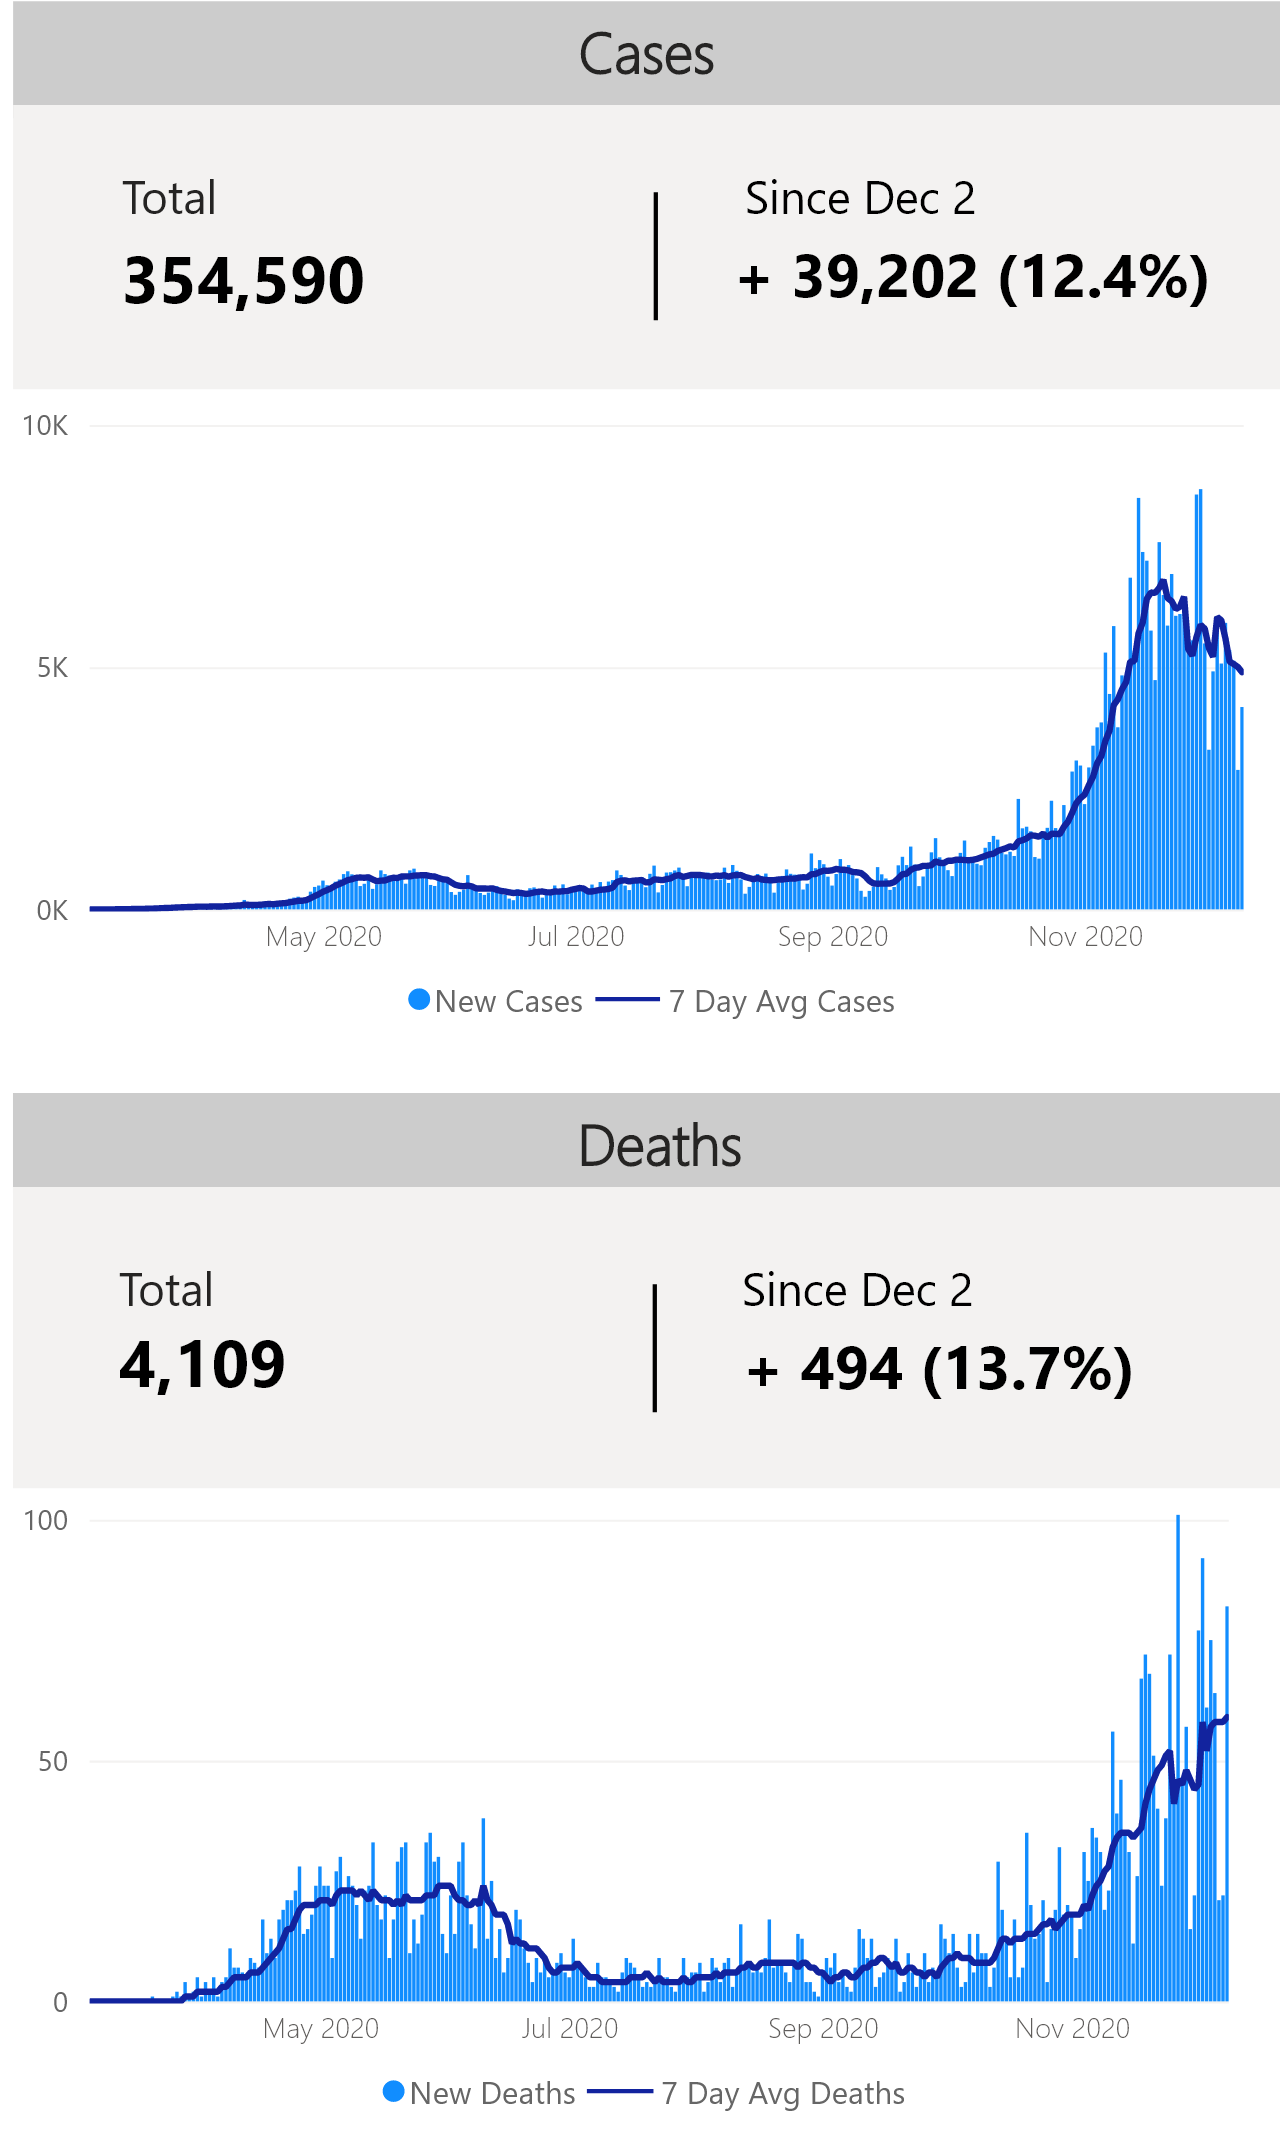 Cases
Total
Since Dec 2
354,590
+ 39,202 (12.4%)
10K
5K
0K
May 2020
Jul 2020
Sep 2020
Nov 2020
New Cases
7 Day Avg Cases
Deaths
Total
Since Dec 2
4,109
+ 494 (13.7%)
100
50
0
May 2020
Jul 2020
Sep 2020
Nov 2020
New Deaths
7 Day Avg Deaths